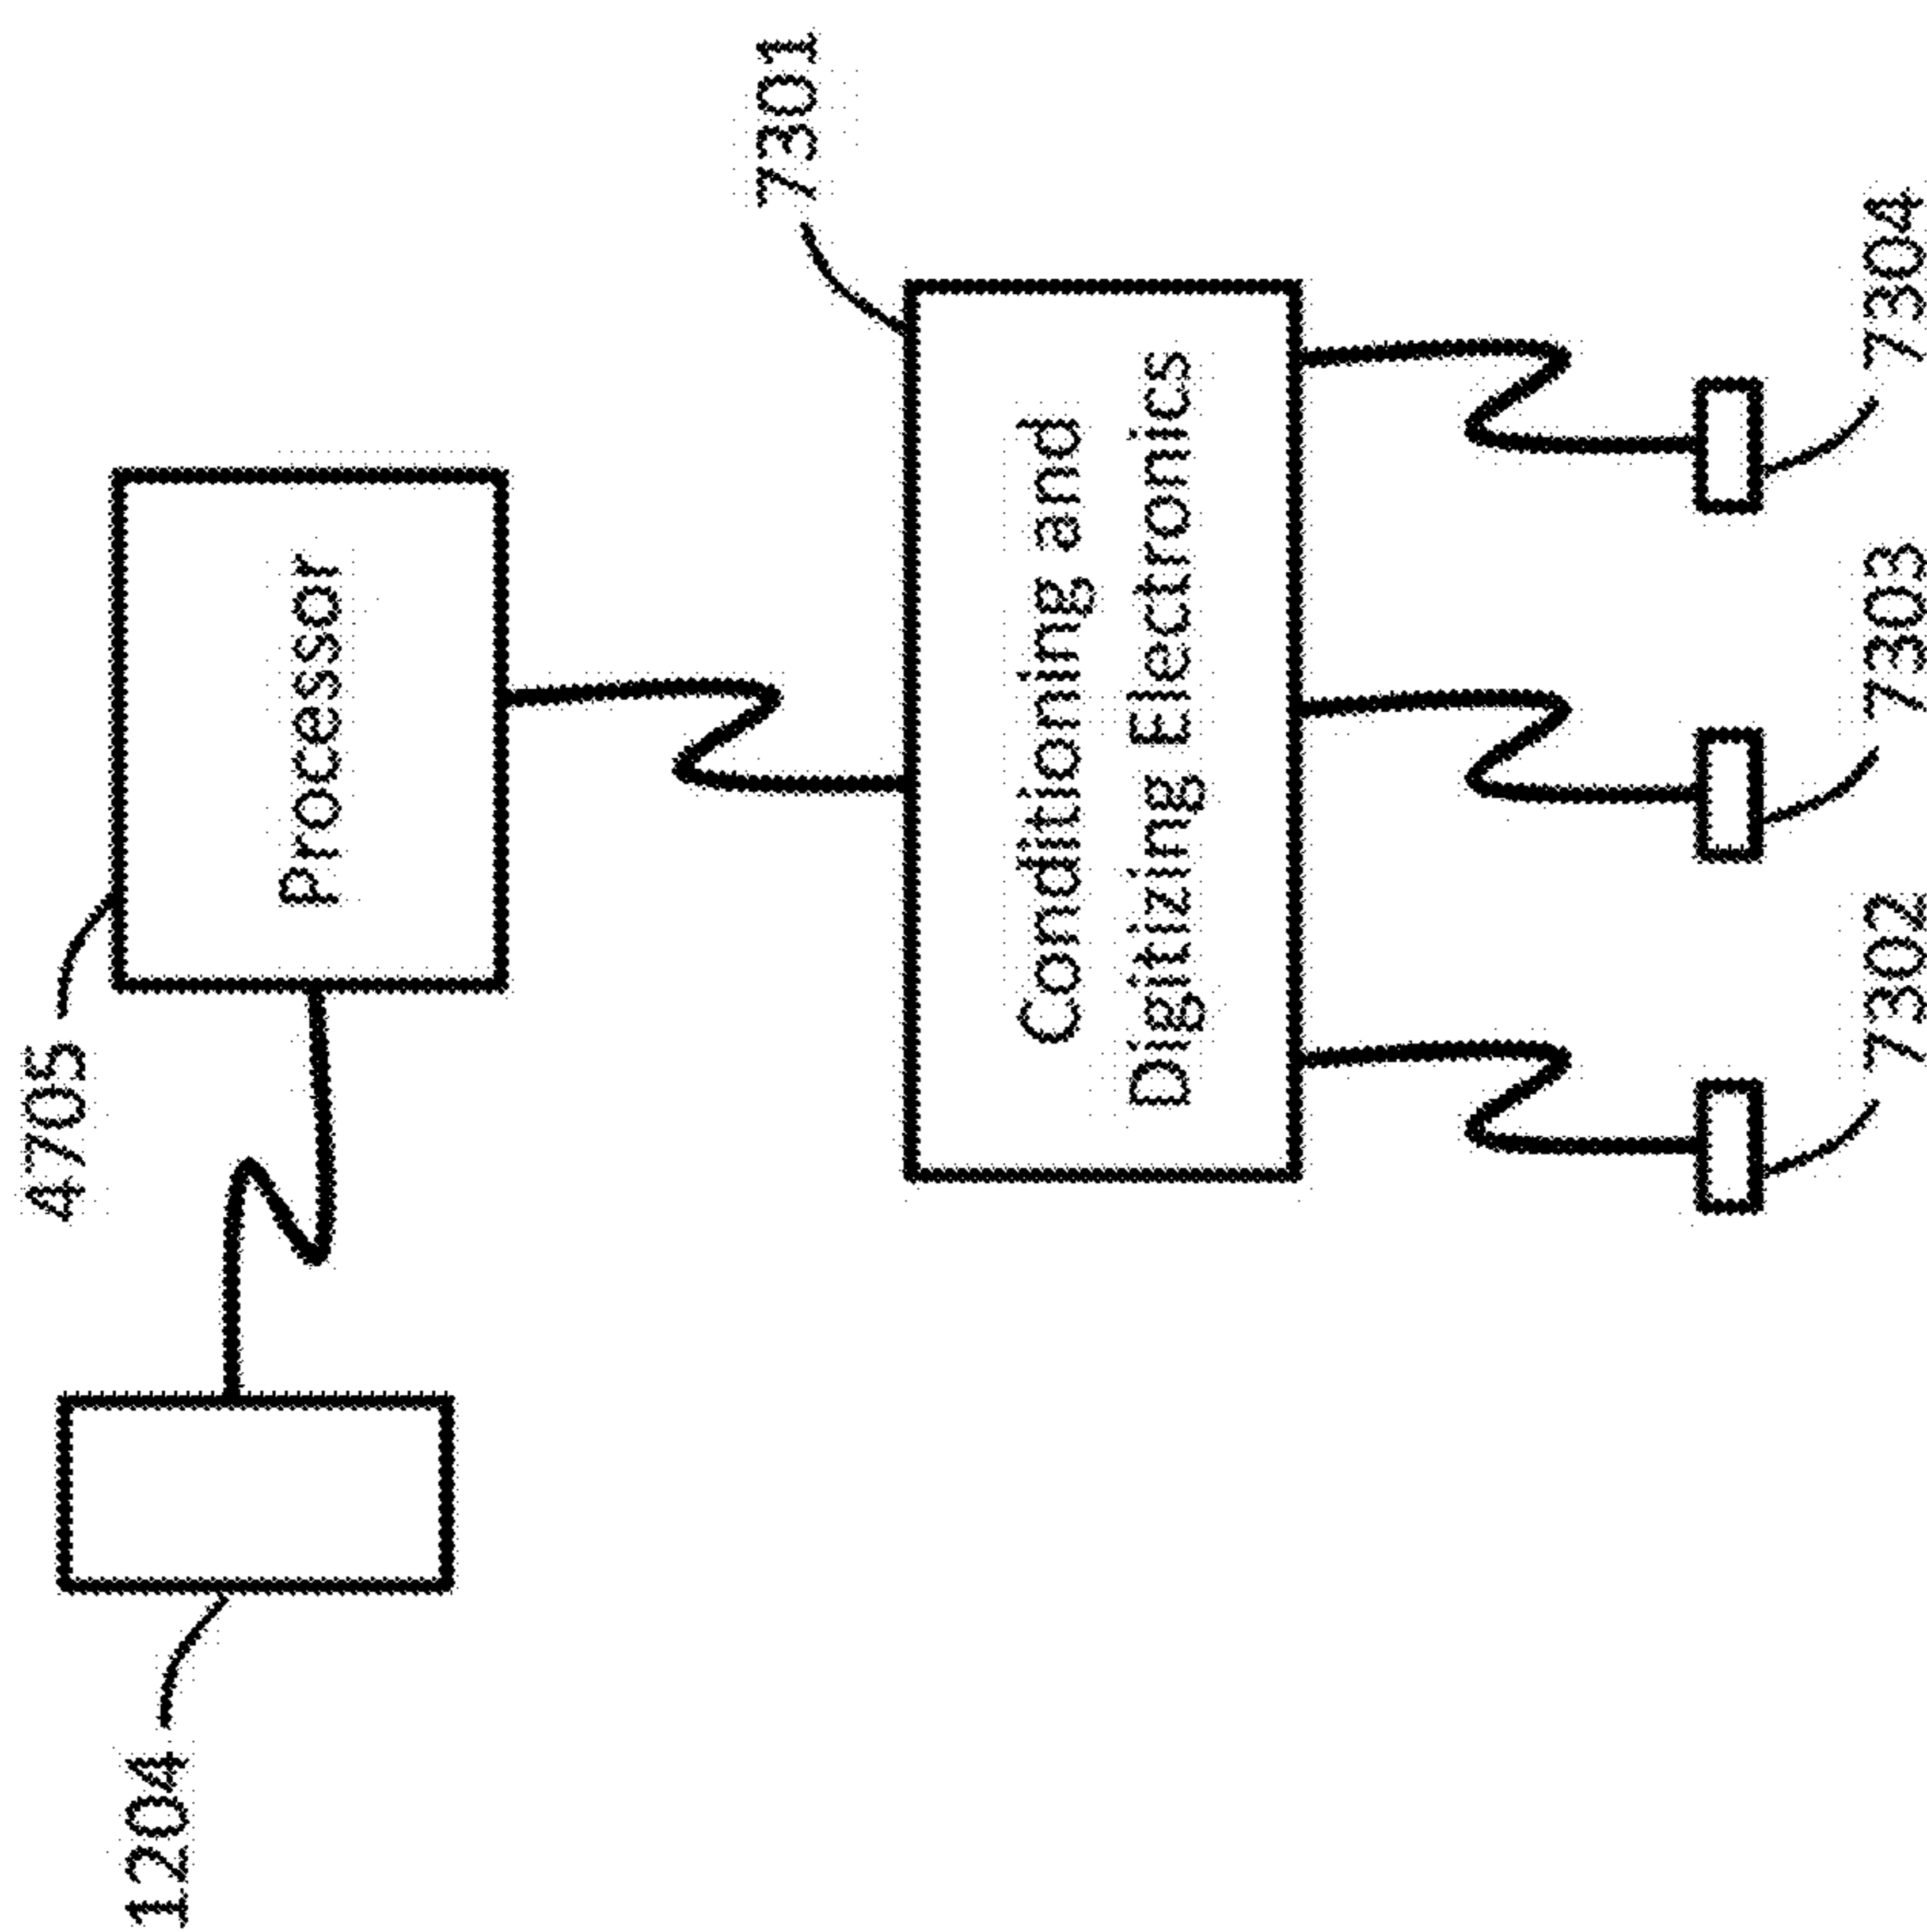 4705
Processor
1204
7301
Conditioning and
Digitizing Electronics
7302
7303
7304